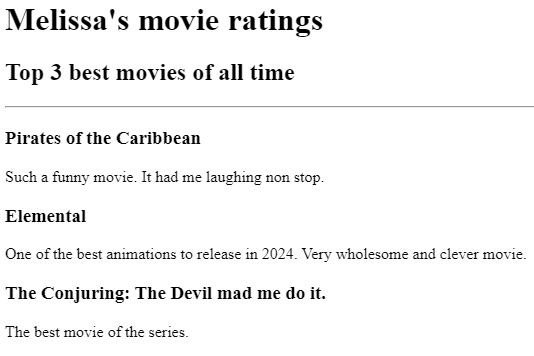 Melissa's movie ratings
Top 3 best movies of all time
Pirates of the Caribbean
Such a funny movie. It had me laughing non stop.
Elemental
One of the best animations to release in 2024. Very wholesome and clever movie.
The Conjuring: The Devil mad me do it.
The best movie of the series.